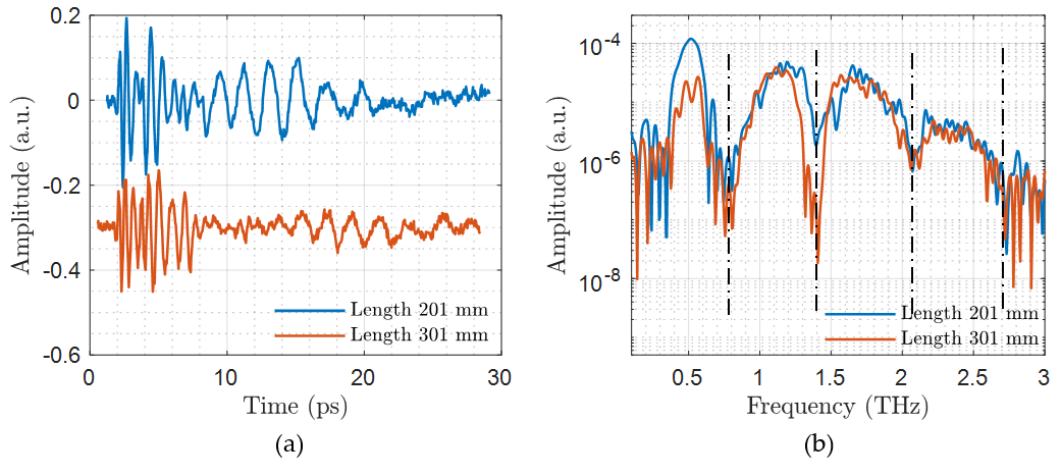 0.2
0
-0.2
-0.4
-0.6
Amplitude (a.u.)
Length 201 mm
Length 301 mm
0
10
20
30
Time (ps)
(a)
10⁻⁴
10⁻⁶
10⁻⁸
Amplitude (a.u.)
Length 201 mm
Length 301 mm
0.5
1
1.5
2
2.5
3
Frequency (THz)
(b)